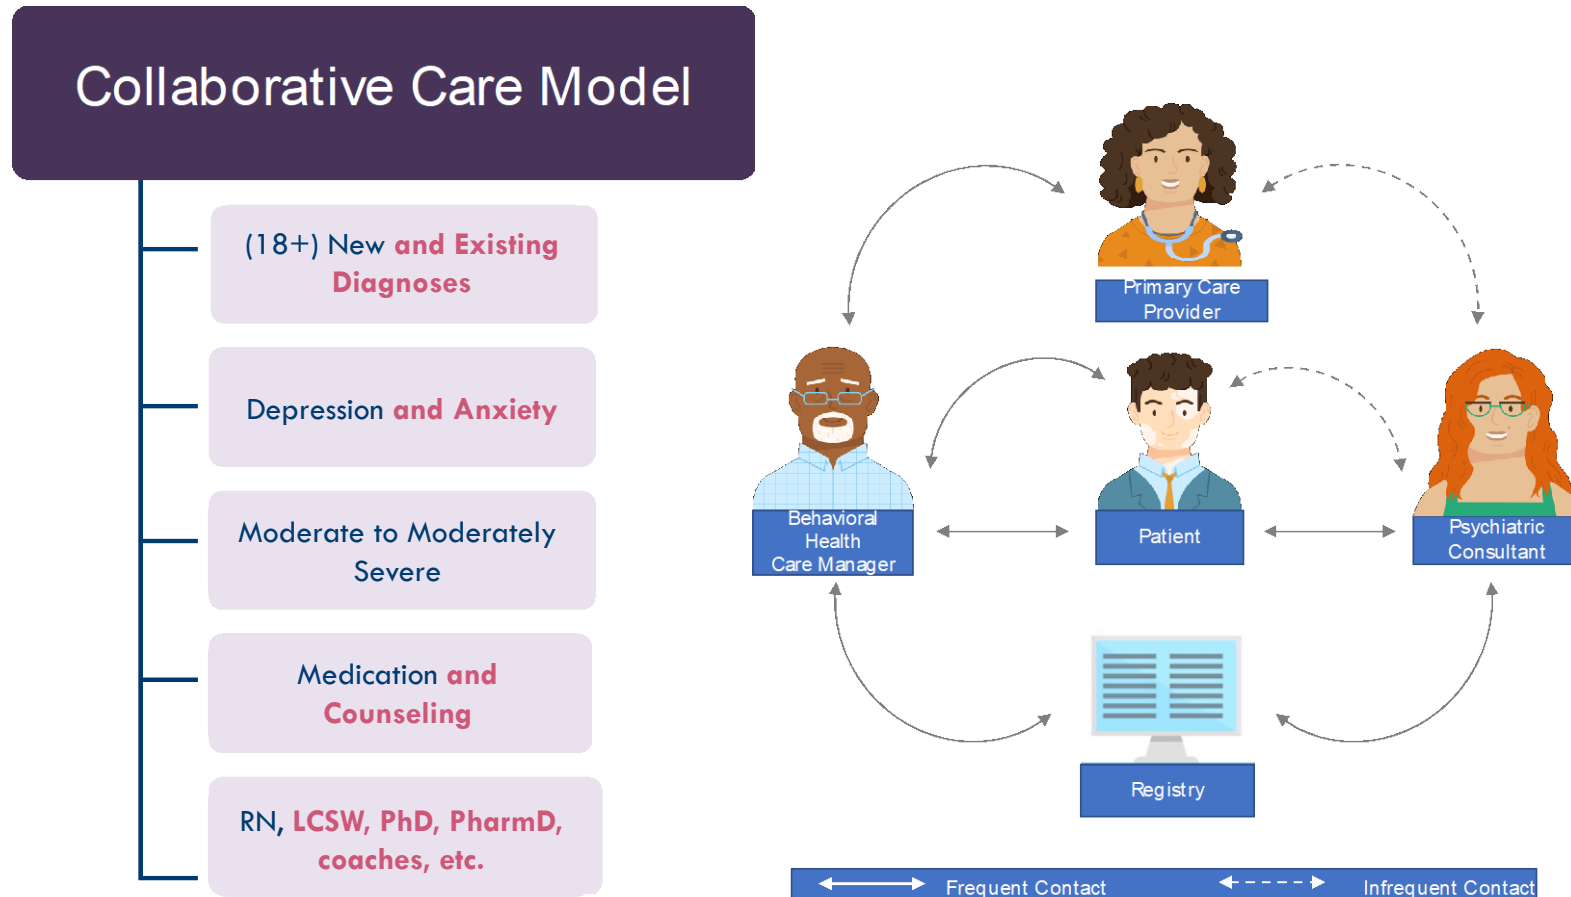 Collaborative Care Model
(18+) New and Existing
Diagnoses
Depression and Anxiety
Moderate to Moderately
Severe
Medication and
Counseling
RN, LCSW, PhD, PharmD,
coaches, etc.
Primary Care
Provider
Behavioral
Health
Care Manager
Patient
Psychiatric
Consultant
Registry
Frequent Contact
Infrequent Contact